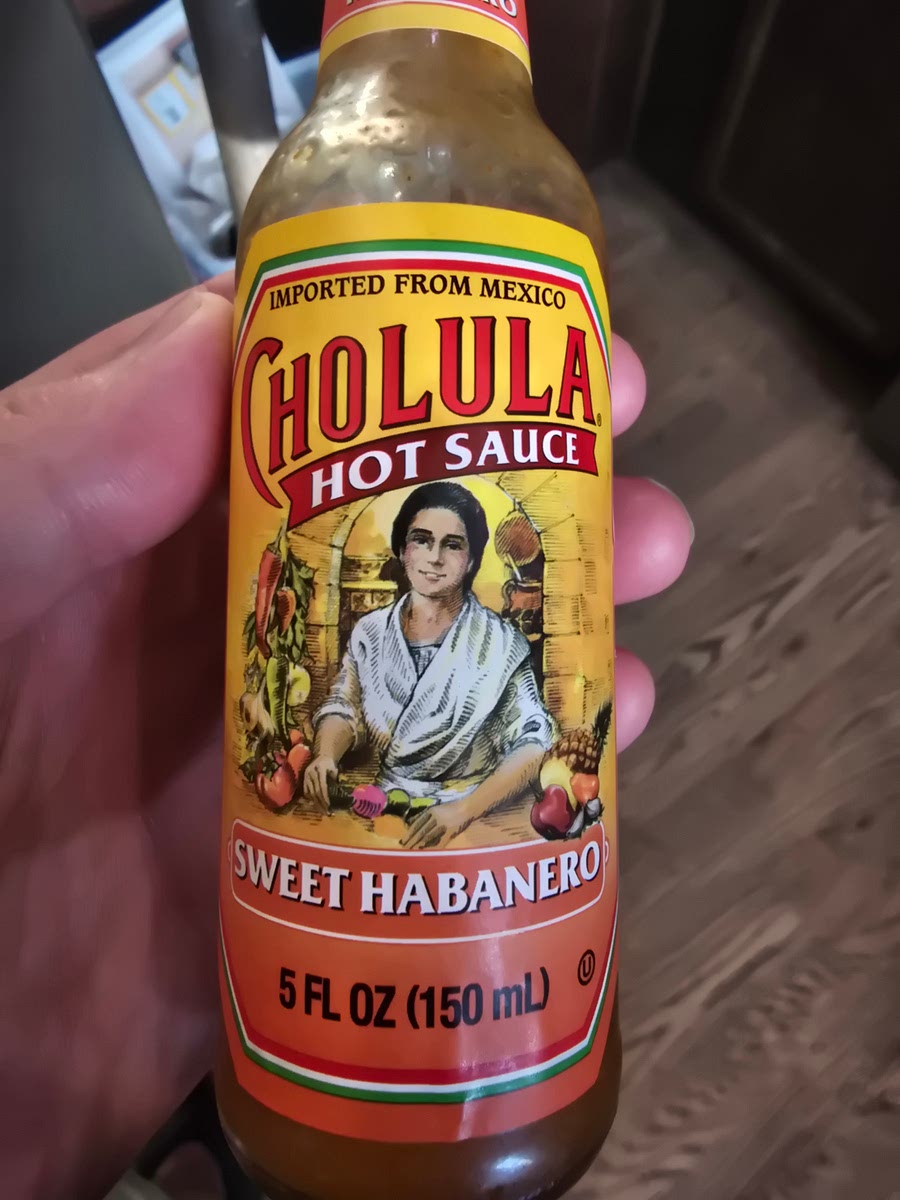 IMPORTED FROM MEXICO
CHOLULA®
HOT SAUCE
SWEET HABANERO
5 FL OZ (150 mL)
U